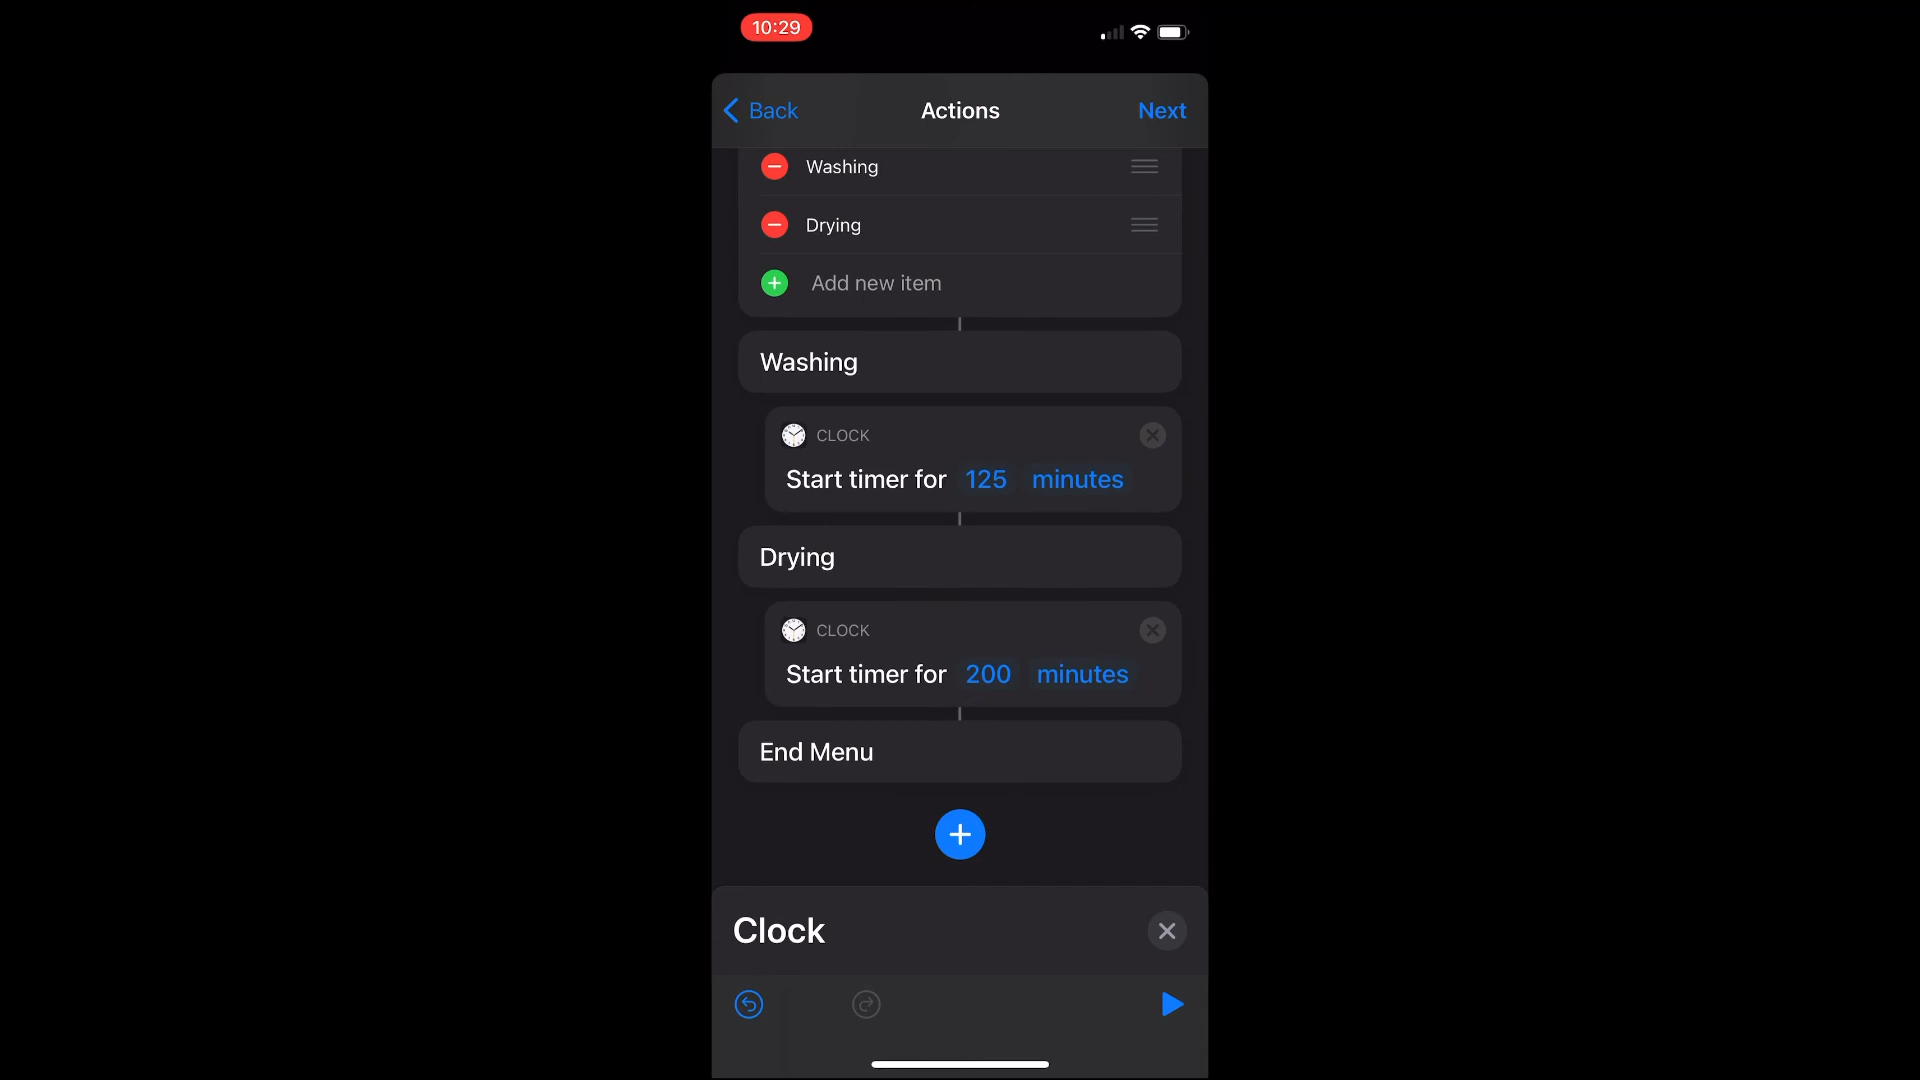 10:29
Back
Actions
Next
Washing
Drying
Add new item
Washing
CLOCK
Start timer for 125 minutes
Drying
CLOCK
Start timer for 200 minutes
End Menu
Clock